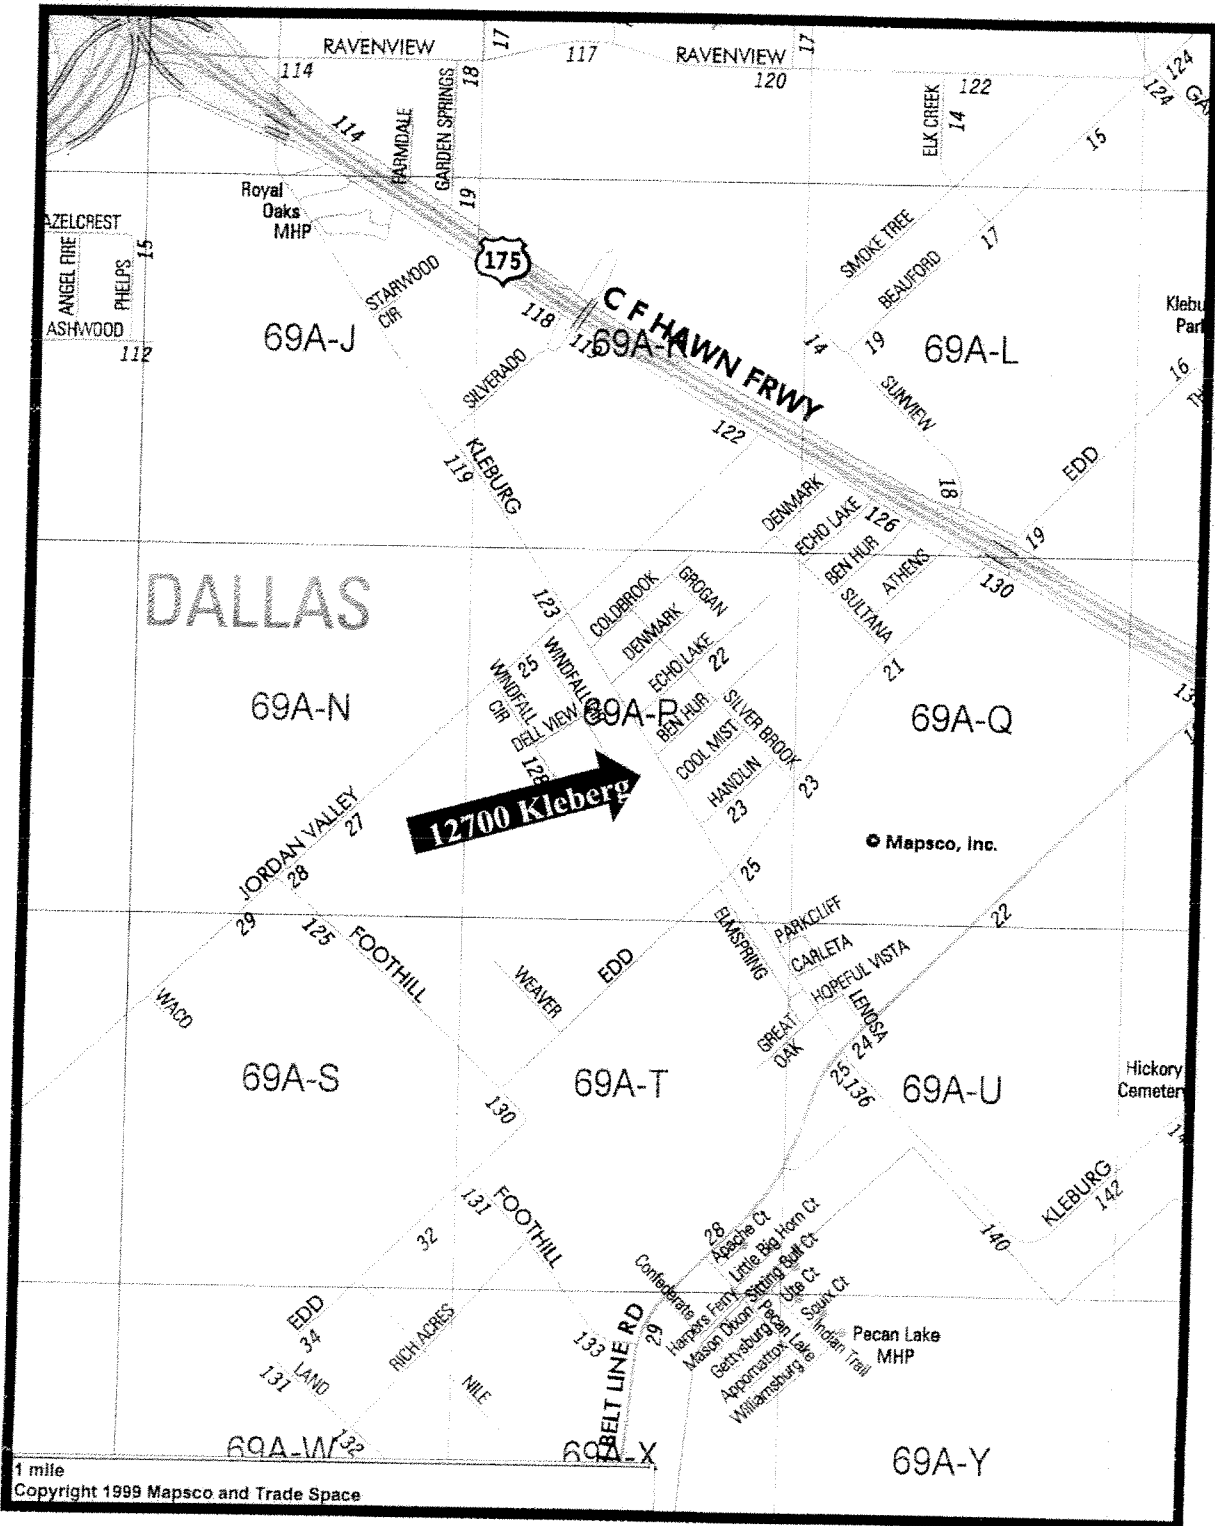 RAVENVIEW
17
117
RAVENVIEW
17
114
18
120
122
124
124
114
FARMDALE
GARDEN SPRINGS
19
ELK CREEK
14
15
Royal
Oaks
MHP
AZELCREST
ANGEL FIRE
PHELPS
15
ASHWOOD
112
STARWOOD
CIR
175
118
C F HAWN FRWY
SMOKE TREE
BEAUFORD
17
Klebu
Park
69A-J
SILVERADO
14
19
69A-L
16
SUNVIEW
122
KLEBURG
119
EDD
18
19
DENMARK
ECHO LAKE
126
BEN HUR
ATHENS
130
SULTANA
21
DALLAS
123
COLDBROOK
GROGAN
DENMARK
ECHO LAKE
22
25
WINDFALL
WINDFALL
CIR
DELL VIEW
69A-N
69A-P
BEN HUR
SILVER BROOK
COOL MIST
HANDLIN
23
23
69A-Q
128
12700 Kleberg
JORDAN VALLEY
27
28
29
© Mapsco, Inc.
25
22
125
FOOTHILL
ELMSPRING
PARKCLIFF
CARLETA
HOPEFUL VISTA
LENOSA
WEAVER
EDD
WACO
GREAT
OAK
24
25
136
69A-S
69A-T
69A-U
Hickory
Cemetery
130
131
FOOTHILL
32
KLEBURG
142
140
28
Apache Ct
Little Big Horn Ct
Sitting Bull Ct
Ute Ct
Souix Ct
Confederate
Harpers Ferry
Mason Dixon
Gettysburg
Appomattox
Williamsburg
Pecan Lake
Indian Trail
Pecan Lake
MHP
EDD
34
131
LAND
RICH ACRES
NILE
133
BELT LINE RD
29
132
69A-W
69A-X
69A-Y
1 mile
Copyright 1999 Mapsco and Trade Space